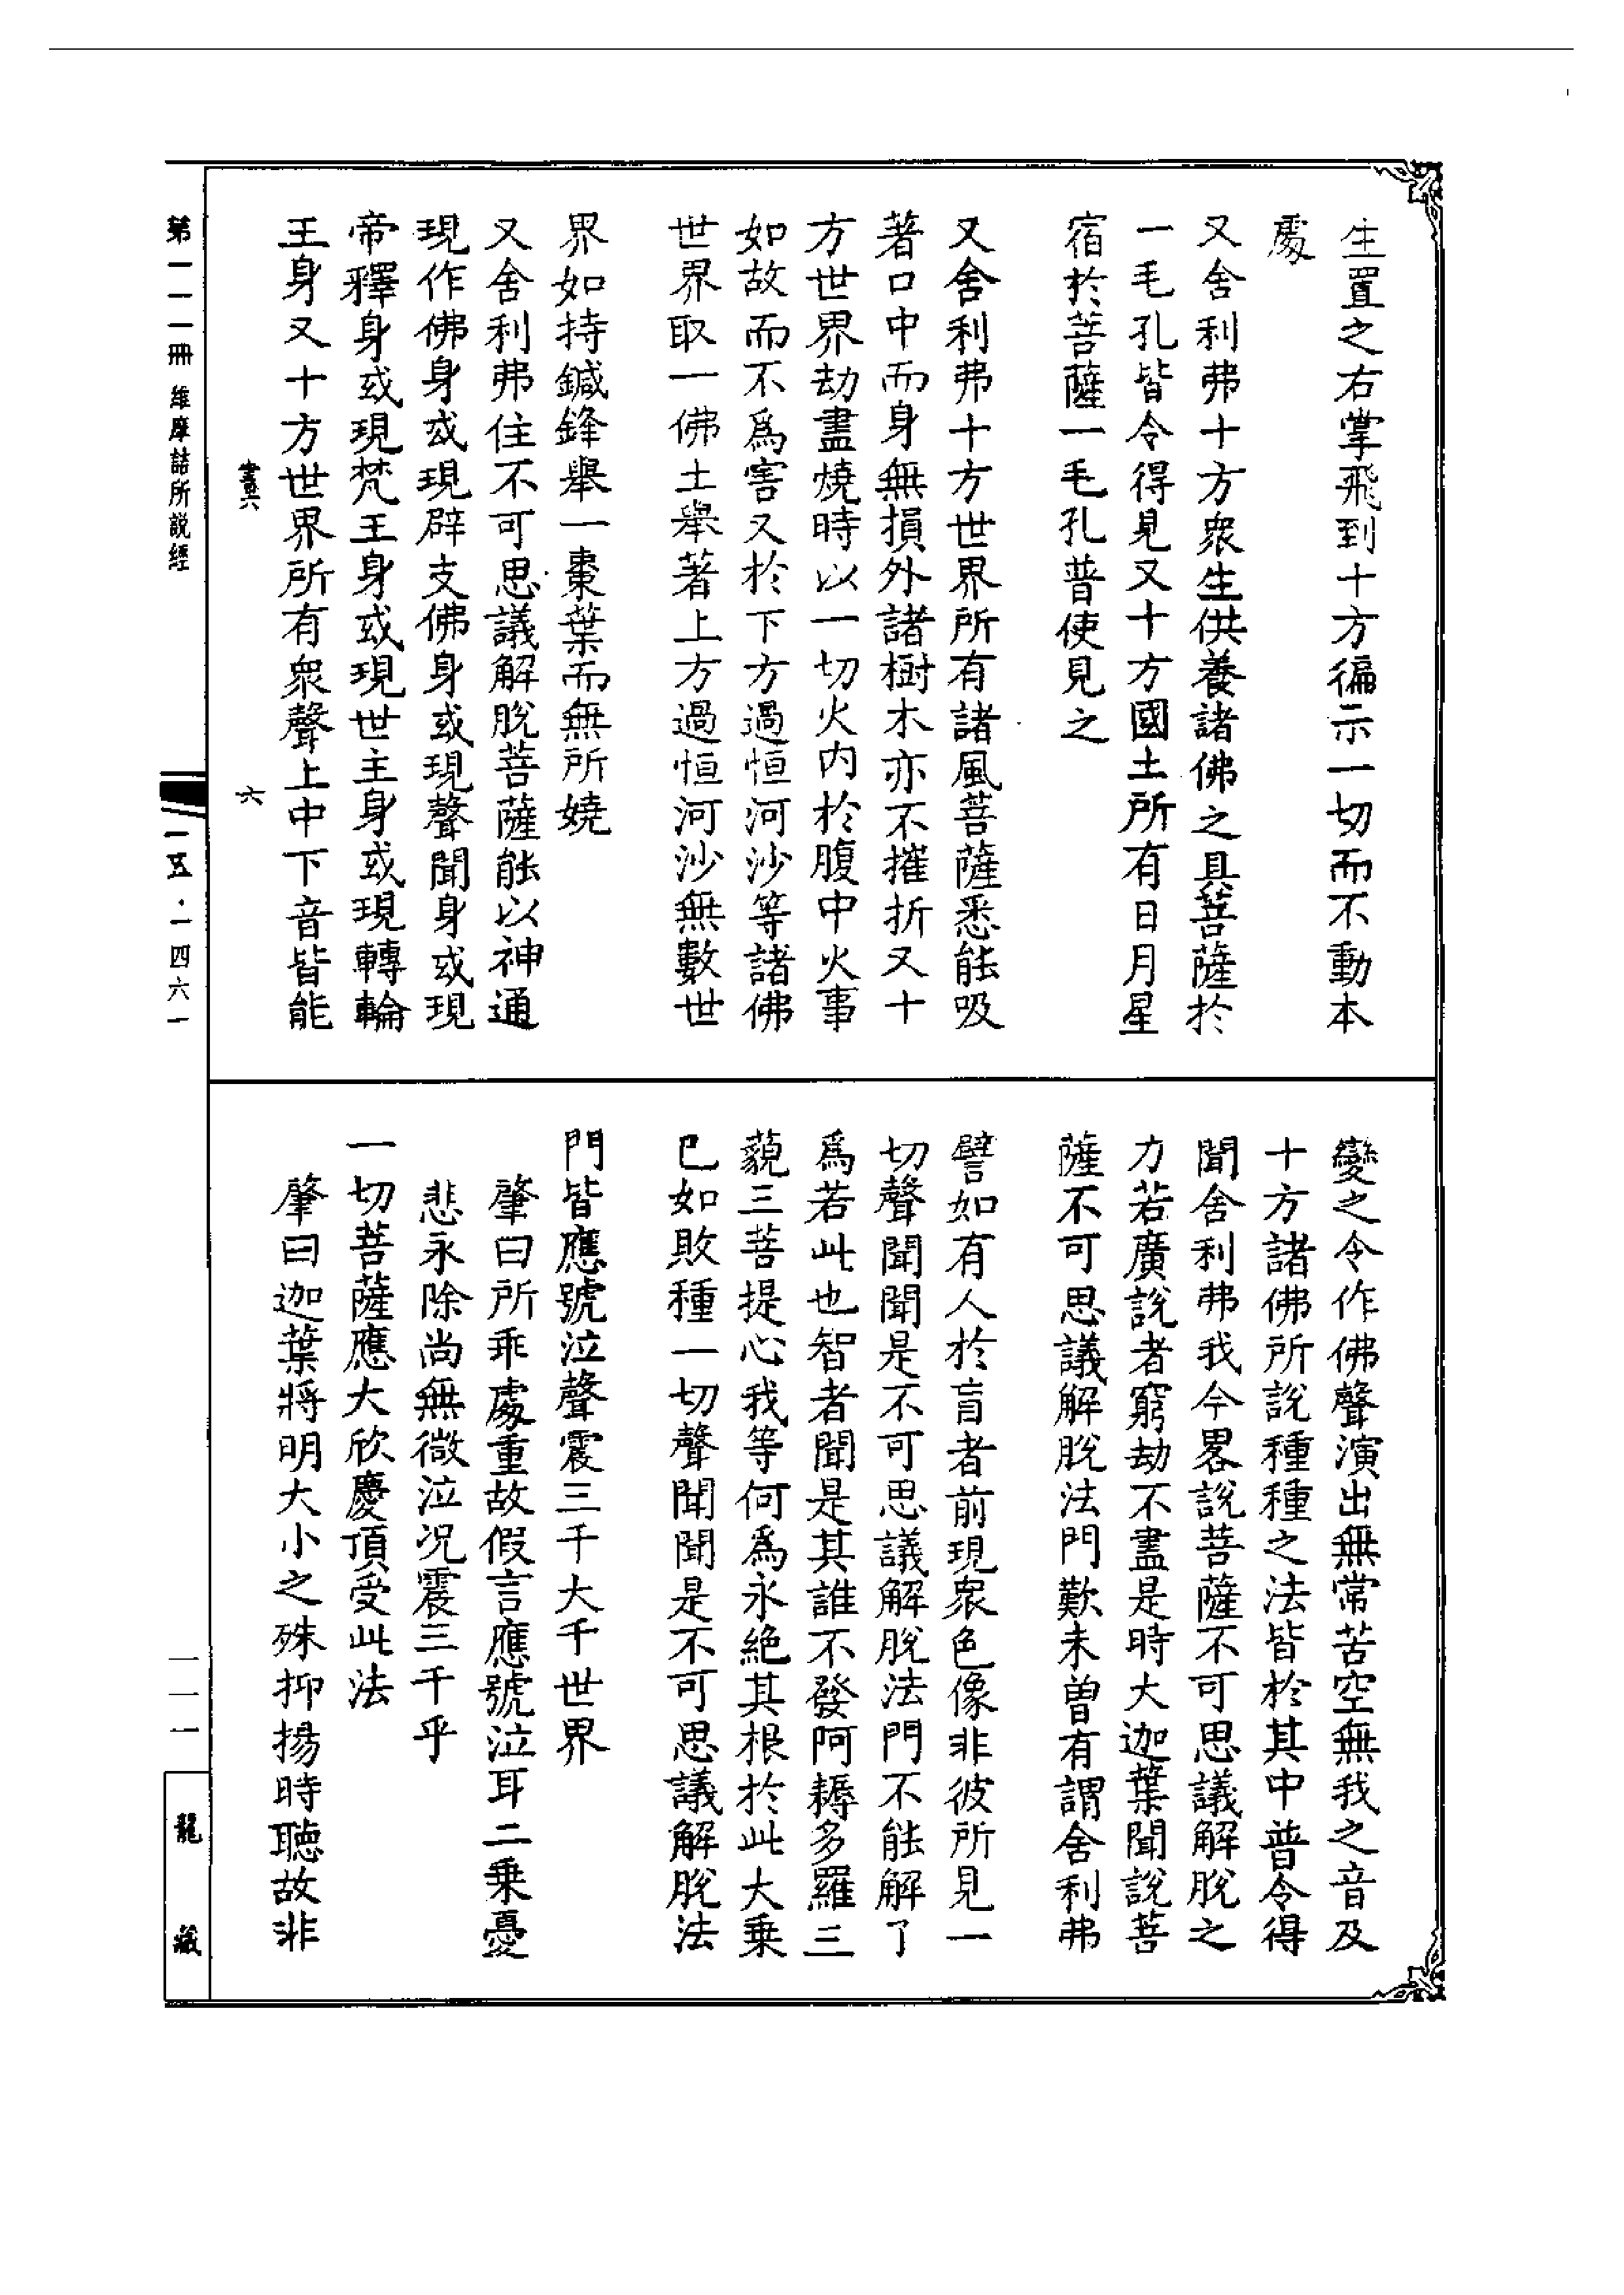 生置之右掌飛到十方徧示一切而不動本
處
又舍利弗十方衆生供養諸佛之具菩薩於
一毛孔皆令得見又十方國土所有日月星
宿於菩薩一毛孔普使見之
又舍利弗十方世界所有諸風菩薩悉能吸
著口中而身無損外諸樹木亦不摧折又十
方世界劫盡燒時以一切火内於腹中火事
如故而不爲害又於下方過恒河沙等諸佛
世界取一佛土舉著上方過恒河沙無數世
界如持鍼鋒舉一棗葉而無所嬈
又舍利弗住不可思議解脫菩薩能以神通
現作佛身或現辟支佛身或現聲聞身或現
帝釋身或現梵王身或現世主身或現轉輪
王身又十方世界所有衆聲上中下音皆能
變之令作佛聲演出無常苦空無我之音及
十方諸佛所說種種之法皆於其中普令得
聞舍利弗我今畧說菩薩不可思議解脫之
力若廣說者窮劫不盡是時大迦葉聞說菩
薩不可思議解脫法門歎未曾有謂舍利弗
譬如有人於盲者前現衆色像非彼所見一
切聲聞聞是不可思議解脫法門不能解了
爲若此也智者聞是其誰不發阿耨多羅三
藐三菩提心我等何爲永絕其根於此大乗
已如敗種一切聲聞聞是不可思議解脫法
門皆應號泣聲震三千大千世界
肇曰所乖處重故假言應號泣耳二乗憂
悲永除尚無微泣况震三千乎
一切菩薩應大欣慶頂受此法
肇曰迦葉將明大小之殊抑揚時聽故非
晝六
六
第一一一冊 維摩詰所説經
一五·一四六一
一一一
龍藏